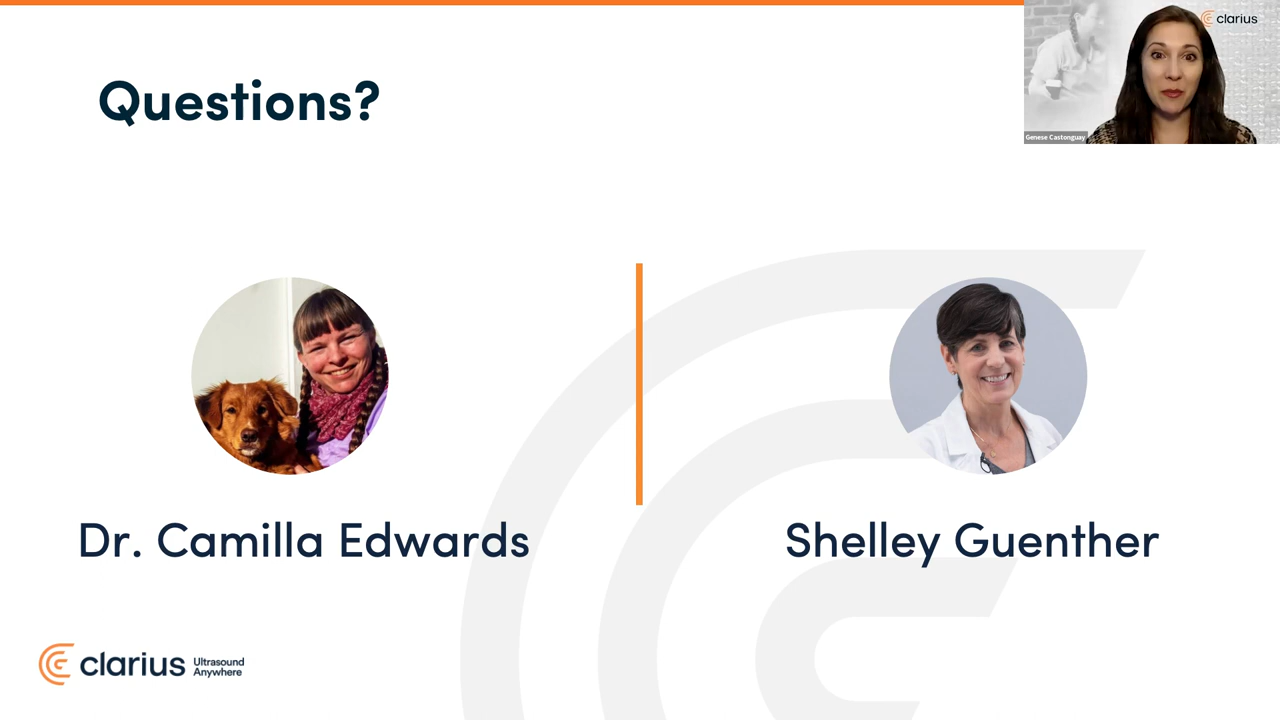 clarius
Genese Castonguay
Questions?
Dr. Camilla Edwards
Shelley Guenther
clarius
Ultrasound
Anywhere